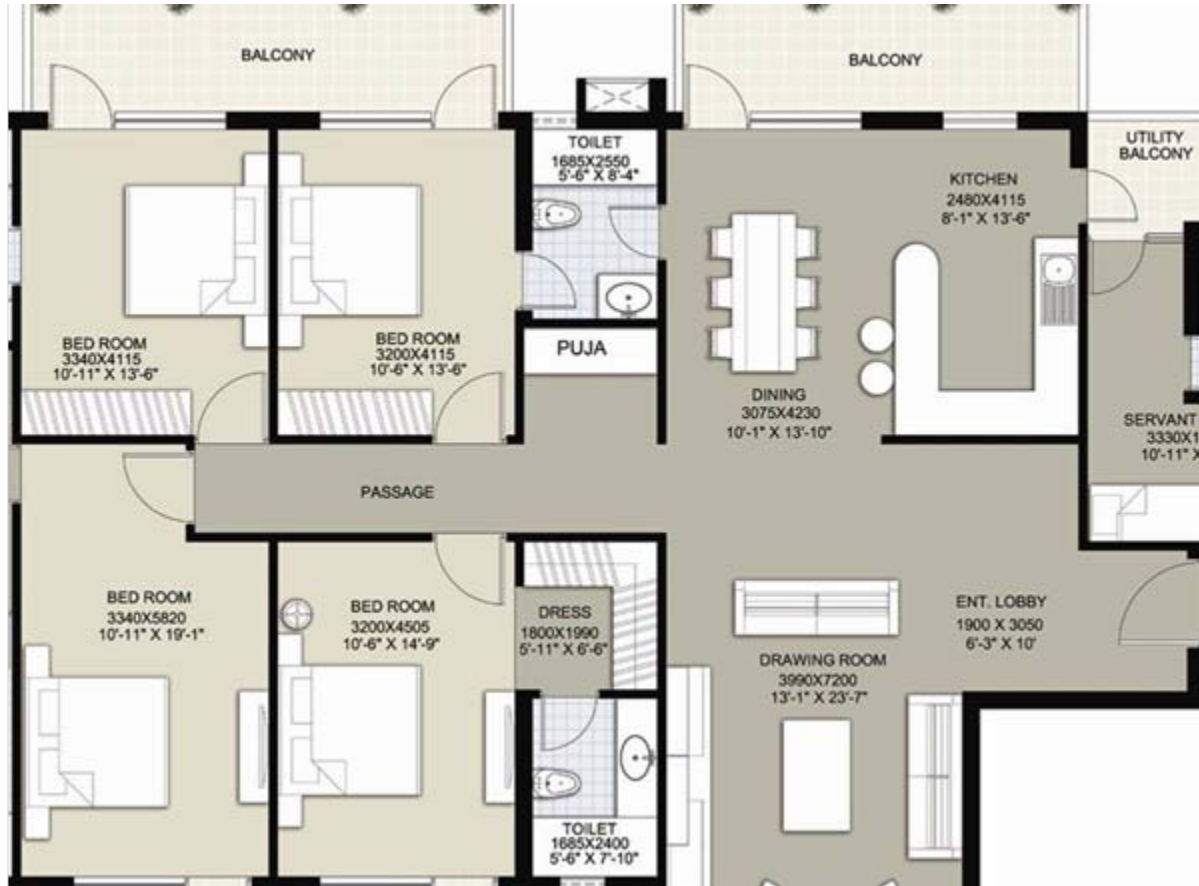 BALCONY
BALCONY
TOILET
1685X2550
5'-6" X 8'-4"
UTILITY
BALCONY
KITCHEN
2480X4115
8'-1" X 13'-6"
BED ROOM
3340X4115
10'-11" X 13'-6"
BED ROOM
3200X4115
10'-6" X 13'-6"
PUJA
DINING
3075X4230
10'-1" X 13'-10"
SERVANT
3330X1
10'-11" X
PASSAGE
BED ROOM
3340X5820
10'-11" X 19'-1"
BED ROOM
3200X4505
10'-6" X 14'-9"
DRESS
1800X1990
5'-11" X 6'-6"
ENT. LOBBY
1900 X 3050
6'-3" X 10'
DRAWING ROOM
3990X7200
13'-1" X 23'-7"
TOILET
1685X2400
5'-6" X 7'-10"